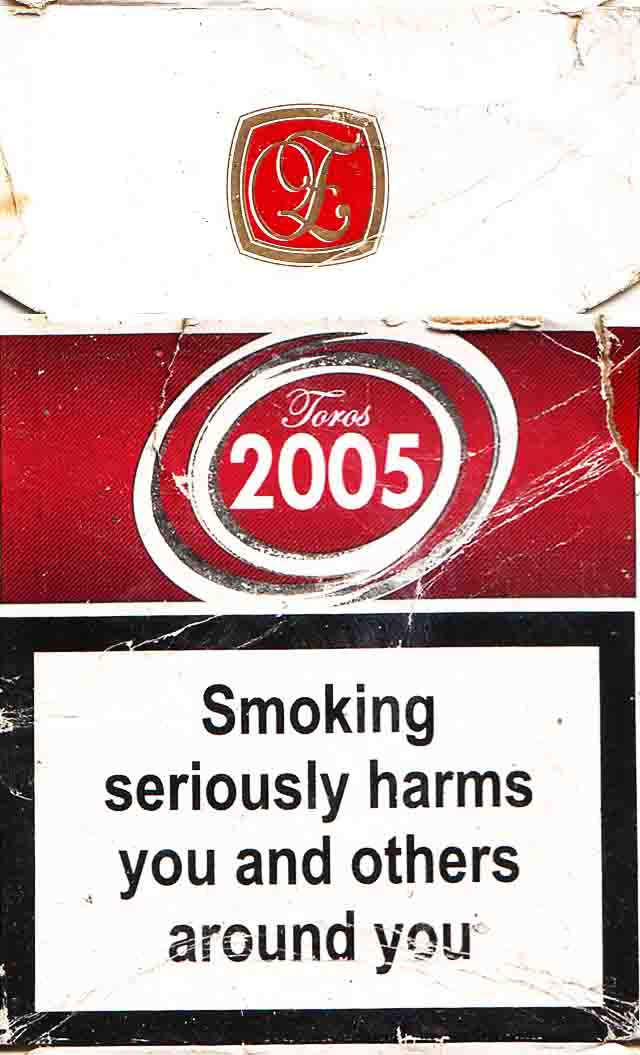 Toros
2005
Smoking
seriously harms
you and others
around you